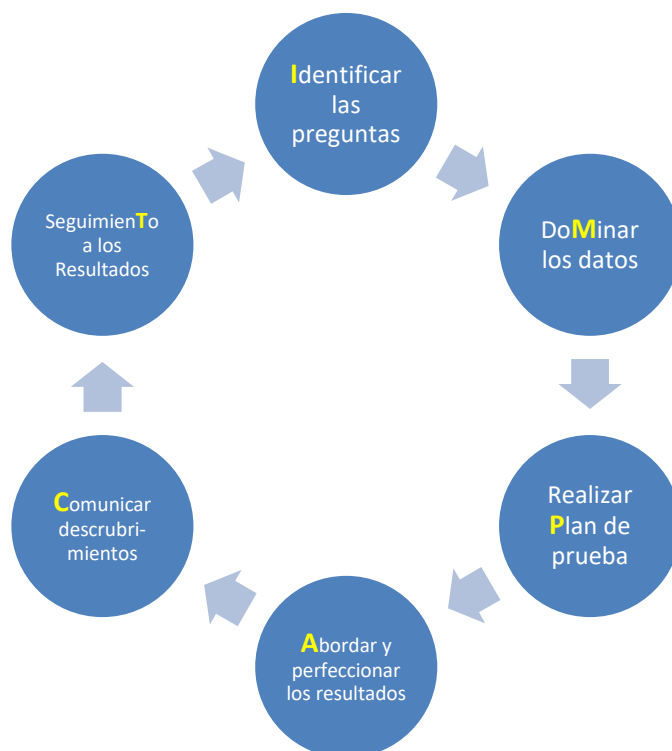 Identificar
las
preguntas
DoMinar
los datos
Realizar
Plan de
prueba
Abordar y
perfeccionar
los resultados
Comunicar
descrubri-
mientos
SeguimienTo
a los
Resultados